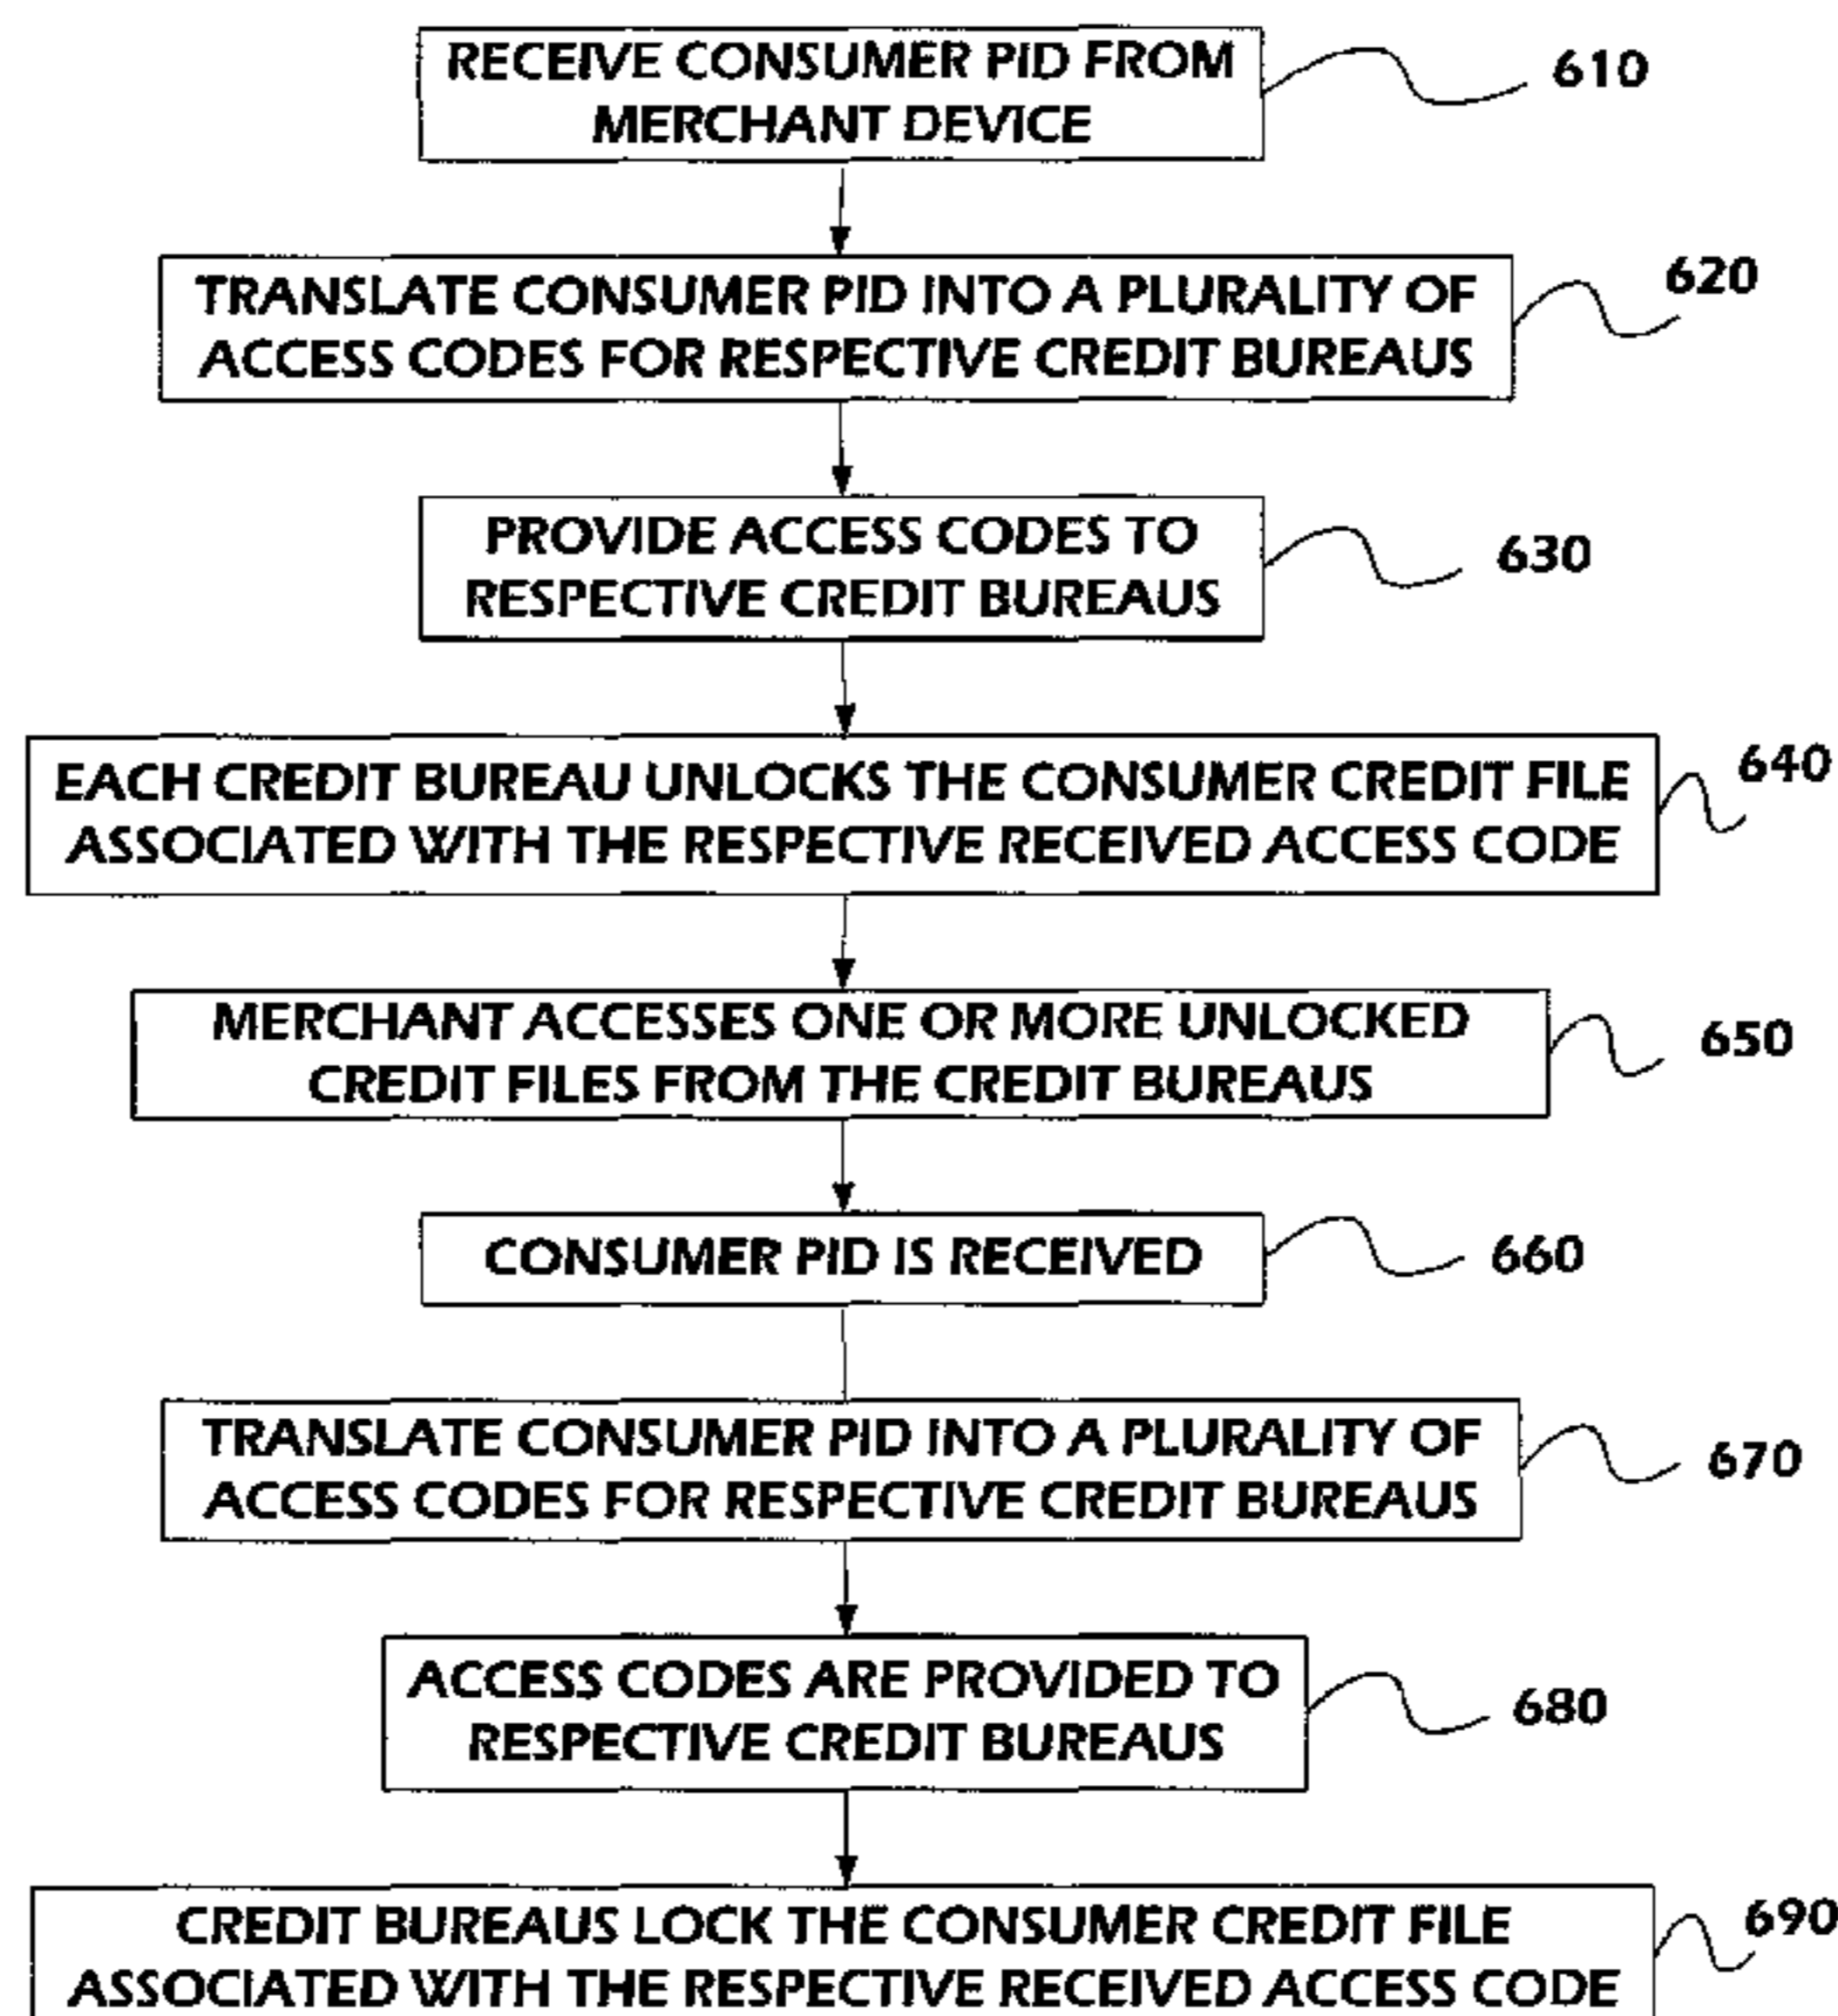 RECEIVE CONSUMER PID FROM
MERCHANT DEVICE
610
TRANSLATE CONSUMER PID INTO A PLURALITY OF
ACCESS CODES FOR RESPECTIVE CREDIT BUREAUS
620
PROVIDE ACCESS CODES TO
RESPECTIVE CREDIT BUREAUS
630
EACH CREDIT BUREAU UNLOCKS THE CONSUMER CREDIT FILE
ASSOCIATED WITH THE RESPECTIVE RECEIVED ACCESS CODE
640
MERCHANT ACCESSES ONE OR MORE UNLOCKED
CREDIT FILES FROM THE CREDIT BUREAUS
650
CONSUMER PID IS RECEIVED
660
TRANSLATE CONSUMER PID INTO A PLURALITY OF
ACCESS CODES FOR RESPECTIVE CREDIT BUREAUS
670
ACCESS CODES ARE PROVIDED TO
RESPECTIVE CREDIT BUREAUS
680
CREDIT BUREAUS LOCK THE CONSUMER CREDIT FILE
ASSOCIATED WITH THE RESPECTIVE RECEIVED ACCESS CODE
690